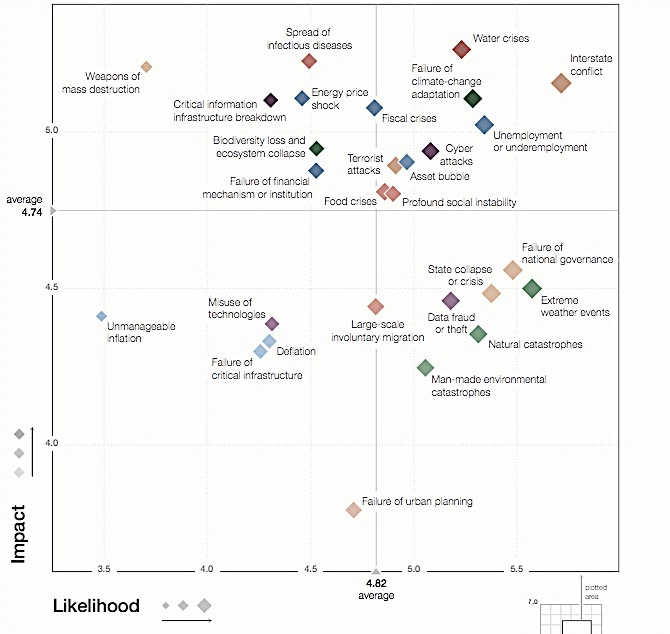 Spread of
infectious diseases
Water crises
Interstate
conflict
Weapons of
mass destruction
Failure of
climate-change
adaptation
Critical information
infrastructure breakdown
Energy price
shock
Fiscal crises
5.0
Unemployment
or underemployment
Biodiversity loss and
ecosystem collapse
Cyber
attacks
Terrorist
attacks
Asset bubble
Failure of financial
mechanism or institution
Food crises
Profound social instability
average
4.74
Failure of
national governance
State collapse
or crisis
4.5
Extreme
weather events
Misuse of
technologies
Unmanageable
inflation
Large-scale
involuntary migration
Data fraud
or theft
Natural catastrophes
Deflation
Failure of
critical infrastructure
Man-made environmental
catastrophes
4.0
Failure of urban planning
Impact
3.5
4.0
4.5
5.0
5.5
4.82
average
plotted
area
7.0
Likelihood